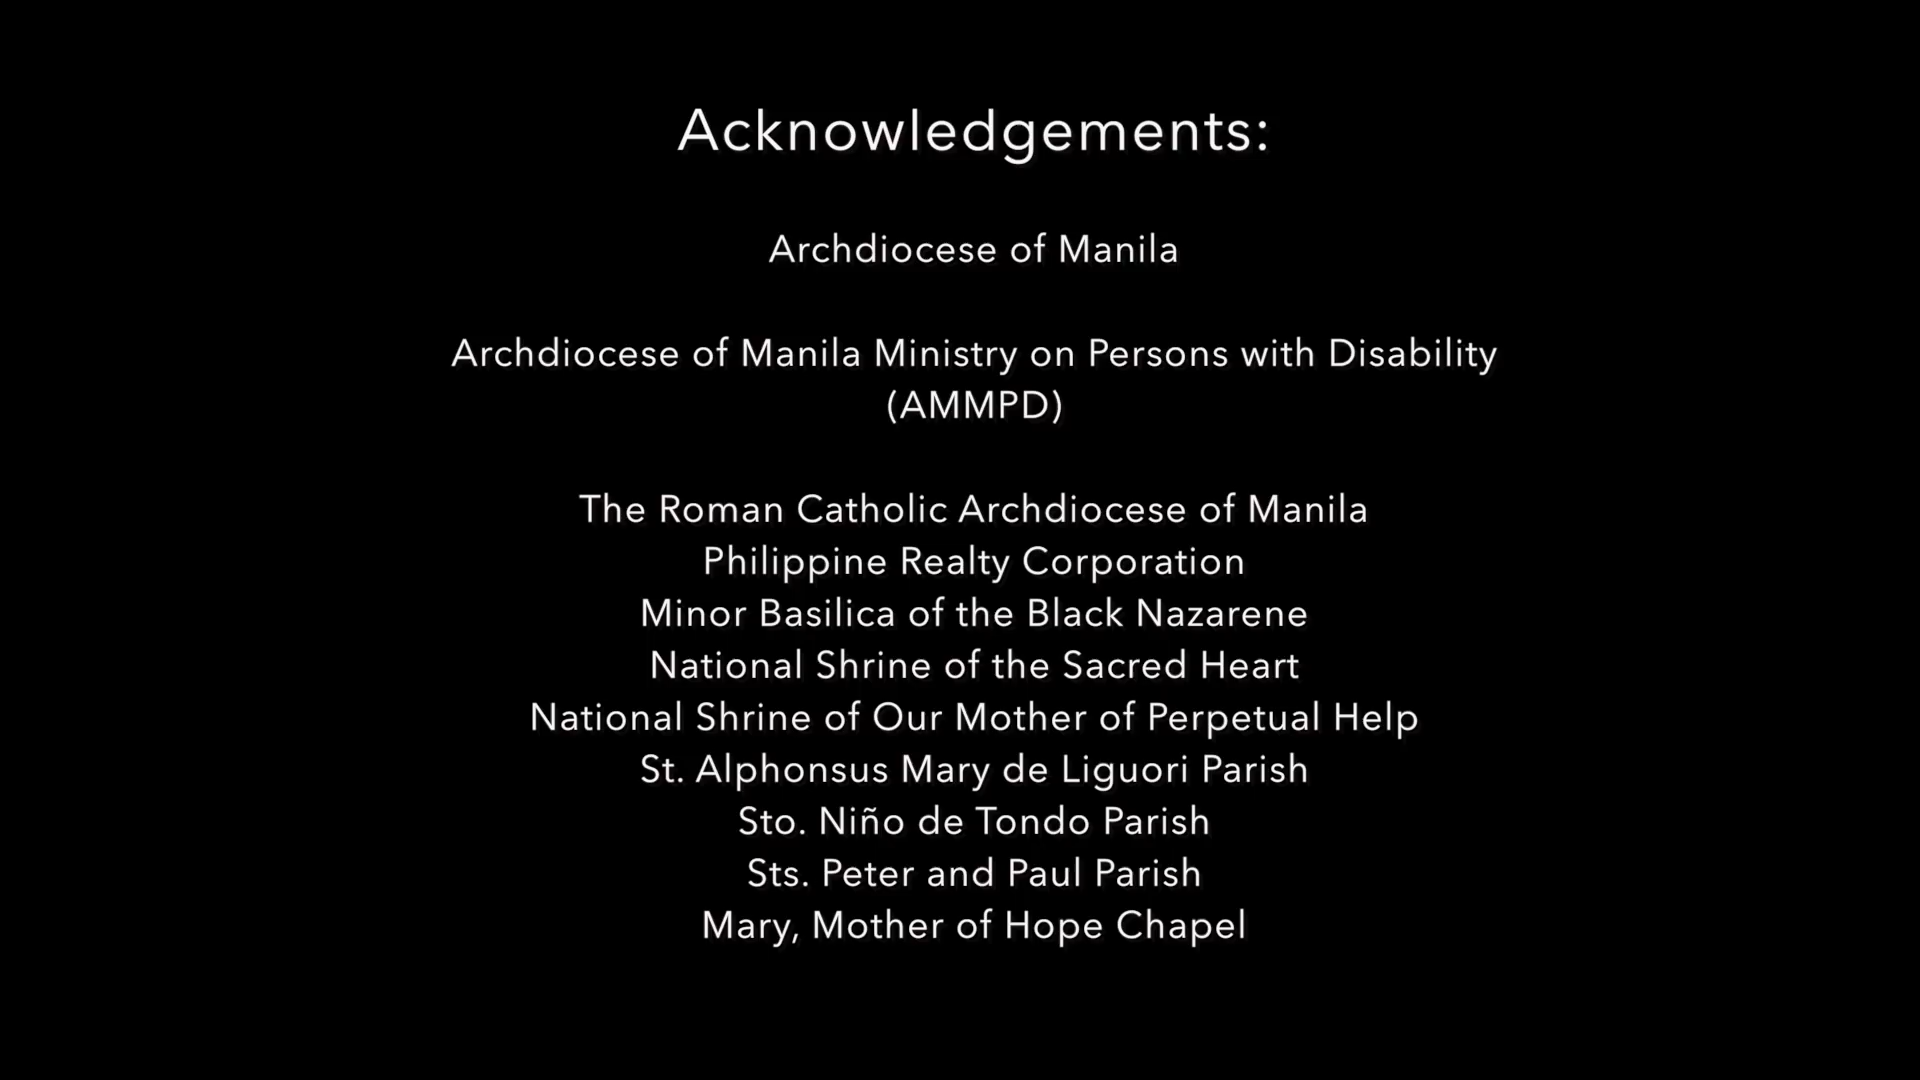 Acknowledgements:
Archdiocese of Manila
Archdiocese of Manila Ministry on Persons with Disability
(AMMPD)
The Roman Catholic Archdiocese of Manila
Philippine Realty Corporation
Minor Basilica of the Black Nazarene
National Shrine of the Sacred Heart
National Shrine of Our Mother of Perpetual Help
St. Alphonsus Mary de Liguori Parish
Sto. Niño de Tondo Parish
Sts. Peter and Paul Parish
Mary, Mother of Hope Chapel